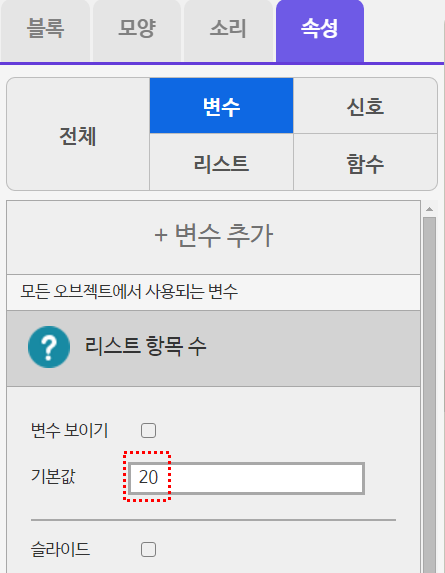 블록 모양 소리 속성
전체 변수 신호
리스트 함수
+ 변수 추가
모든 오브젝트에서 사용되는 변수
? 리스트 항목 수
변수 보이기
기본값 20
슬라이드